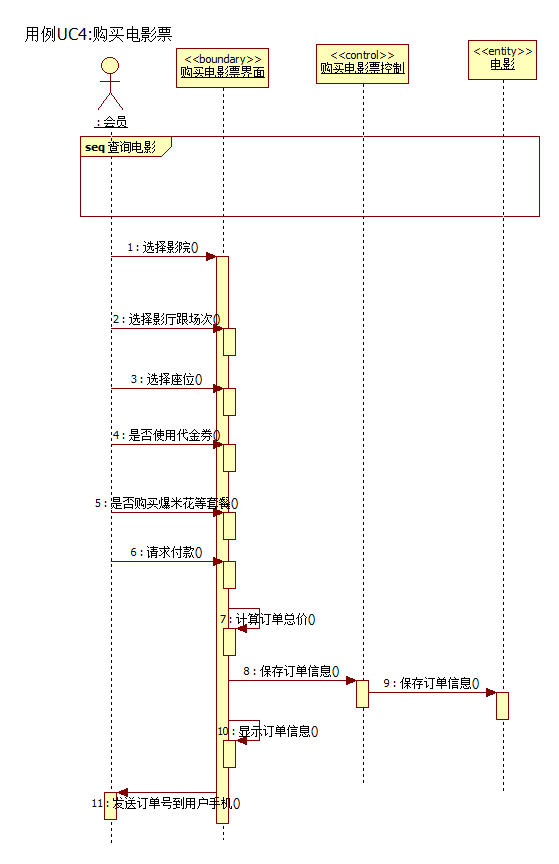 用例UC4:购买电影票
<<boundary>>
购买电影票界面
<<control>>
购买电影票控制
<<entity>>
电影
: 会员
seq 查询电影
1 : 选择影院()
2 : 选择影厅跟场次()
3 : 选择座位()
4 : 是否使用代金券()
5 : 是否购买爆米花等套餐()
6 : 请求付款()
7 : 计算订单总价()
8 : 保存订单信息()
9 : 保存订单信息()
10 : 显示订单信息()
11 : 发送订单号到用户手机()